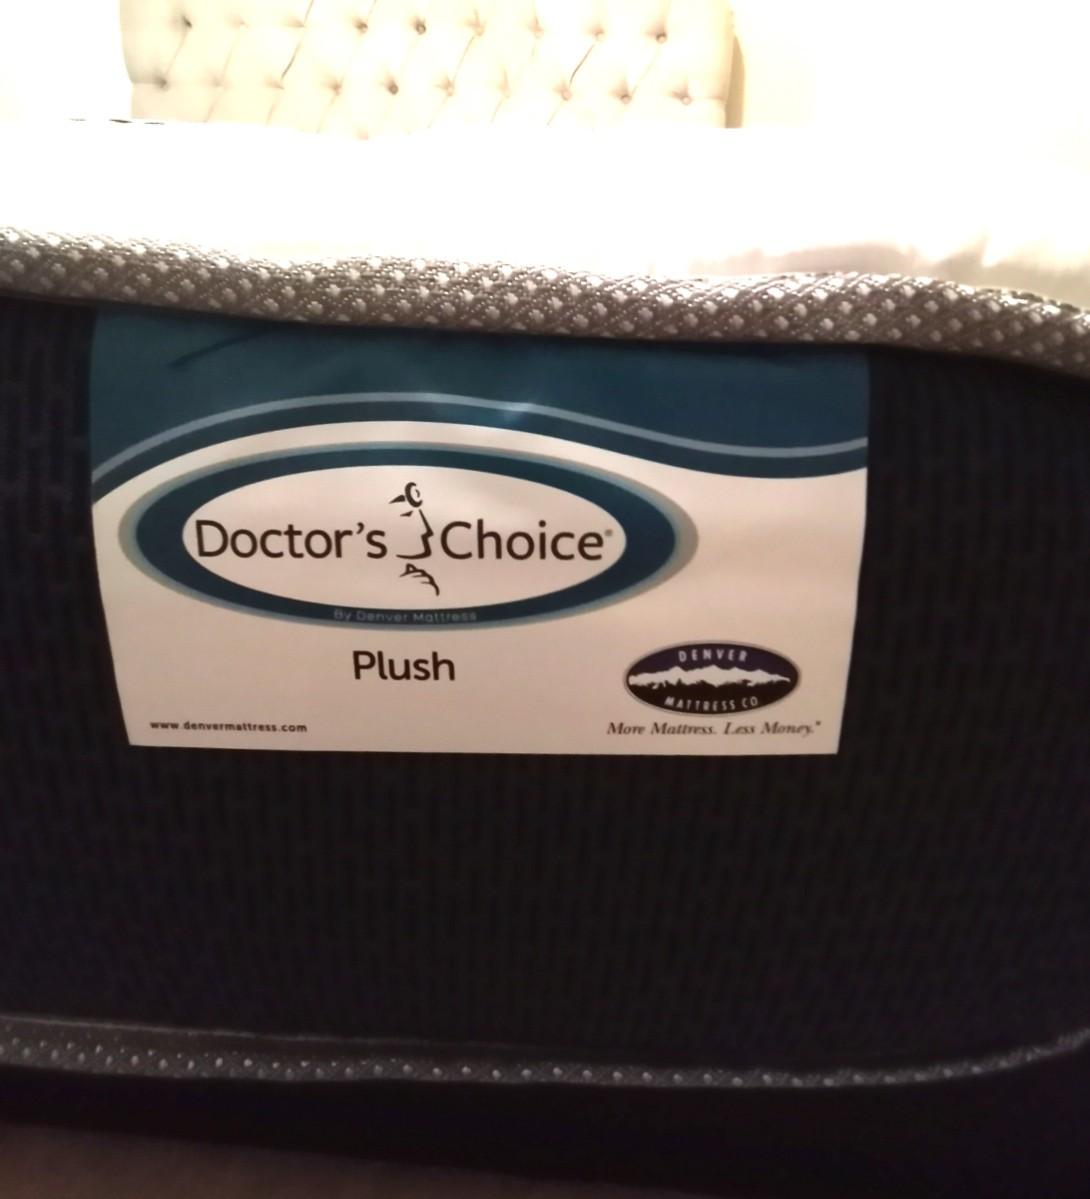 Doctor's Choice®
By Denver Mattress
Plush
DENVER
MATTRESS CO
www.denvermattress.com
More Mattress. Less Money.®